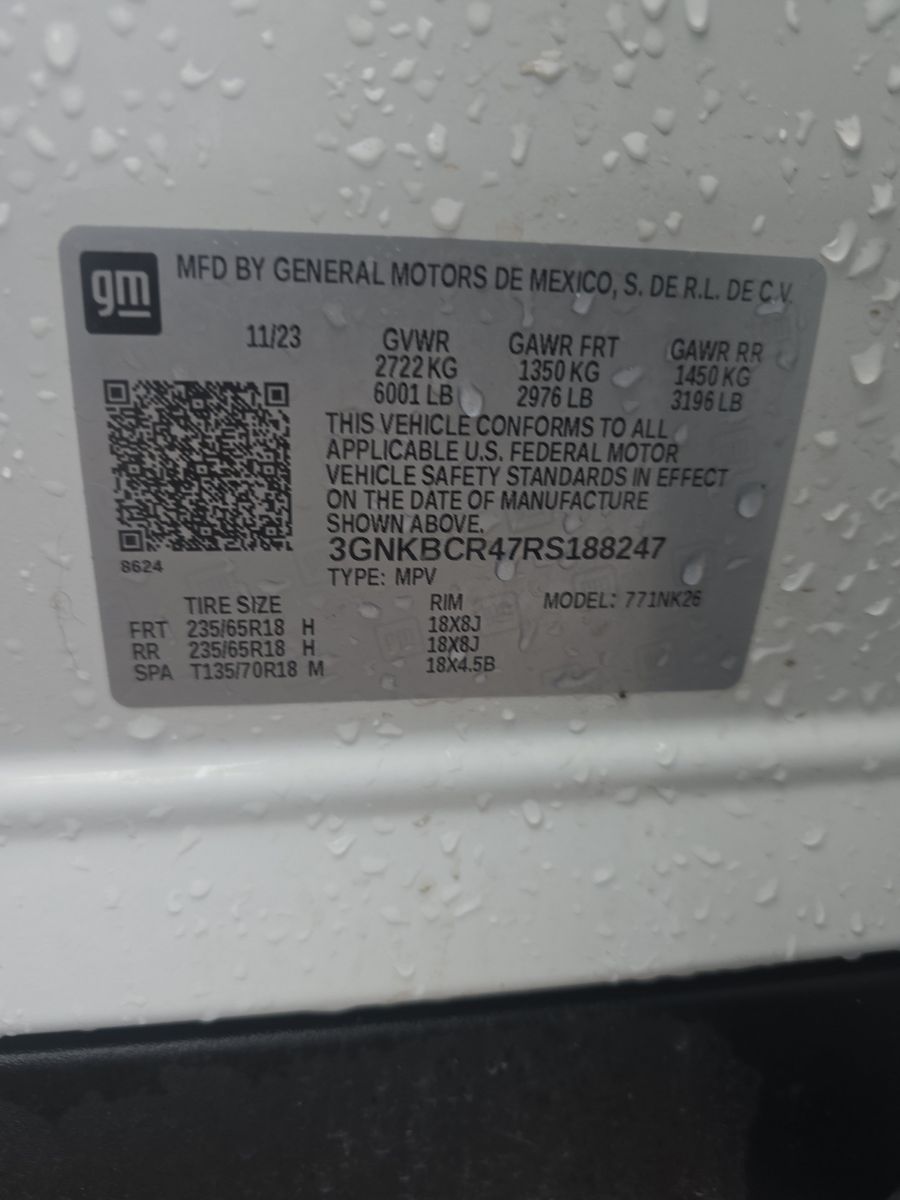 gm
MFD BY GENERAL MOTORS DE MEXICO, S. DE R.L. DE C.V.
11/23 GVWR GAWR FRT GAWR RR
2722 KG 1350 KG 1450 KG
6001 LB 2976 LB 3196 LB
THIS VEHICLE CONFORMS TO ALL
APPLICABLE U.S. FEDERAL MOTOR
VEHICLE SAFETY STANDARDS IN EFFECT
ON THE DATE OF MANUFACTURE
SHOWN ABOVE.
3GNKBCR47RS188247
8624
TYPE: MPV
TIRE SIZE RIM MODEL: 771NK26
FRT 235/65R18 H 18X8J
RR 235/65R18 H 18X8J
SPA T135/70R18 M 18X4.5B